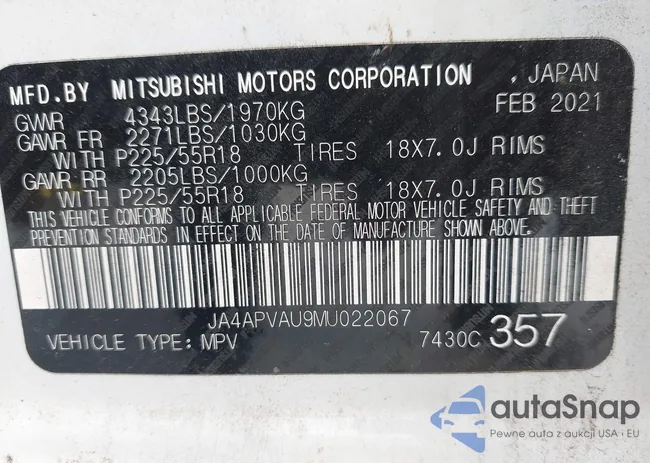 MFD.BY MITSUBISHI MOTORS CORPORATION , JAPAN
GVWR 4343LBS/1970KG FEB 2021
GAWR FR 2271LBS/1030KG
WITH P225/55R18 TIRES 18X7.0J RIMS
GAWR RR 2205LBS/1000KG
WITH P225/55R18 TIRES 18X7.0J RIMS
THIS VEHICLE CONFORMS TO ALL APPLICABLE FEDERAL MOTOR VEHICLE SAFETY AND THEFT
PREVENTION STANDARDS IN EFFECT ON THE DATE OF MANUFACTURE SHOWN ABOVE.
JA4APVAU9MU022067
VEHICLE TYPE: MPV 7430C 357
autaSnap
Pewne auta z aukcji USA i EU